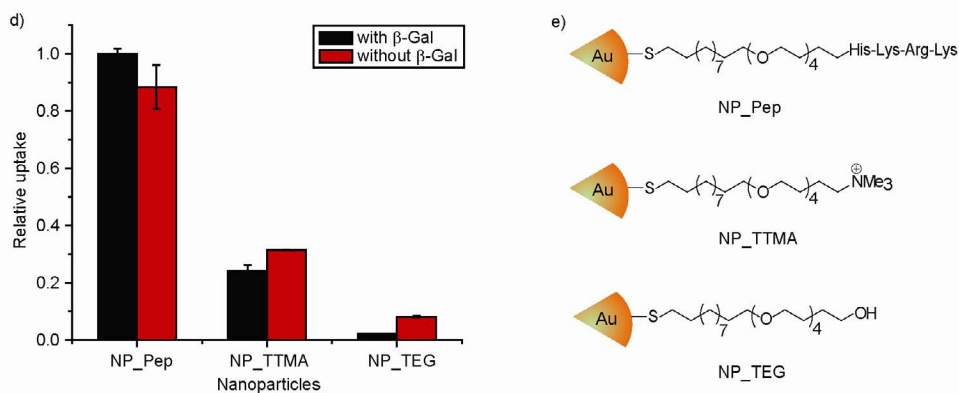 d)
with β-Gal
without β-Gal
1.0
0.8
0.6
0.4
0.2
0.0
Relative uptake
NP_Pep
NP_TTMA
NP_TEG
Nanoparticles
e)
Au S 7 O 4 His-Lys-Arg-Lys
NP_Pep
Au S 7 O 4 NMe3 +
NP_TTMA
Au S 7 O 4 OH
NP_TEG